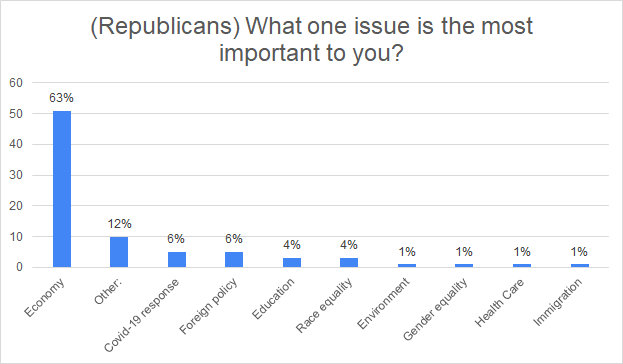 (Republicans) What one issue is the most
important to you?
60
50
40
30
20
10
0
63%
12%
6%
6%
4%
4%
1%
1%
1%
1%
Economy
Other:
Covid-19 response
Foreign policy
Education
Race equality
Environment
Gender equality
Health Care
Immigration